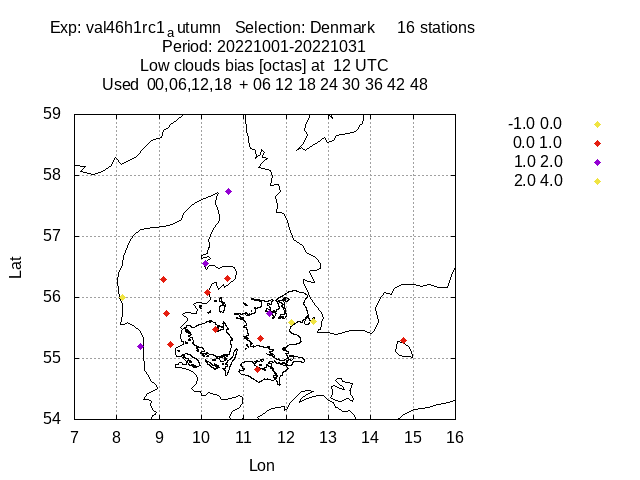 Exp: val46h1rc1autumn   Selection: Denmark     16 stations
Period: 20221001-20221031
Low clouds bias [octas] at  12 UTC
Used  00,06,12,18  + 06 12 18 24 30 36 42 48
-1.0 0.0
0.0 1.0
1.0 2.0
2.0 4.0
59
58
57
56
55
54
Lat
7 8 9 10 11 12 13 14 15 16
Lon